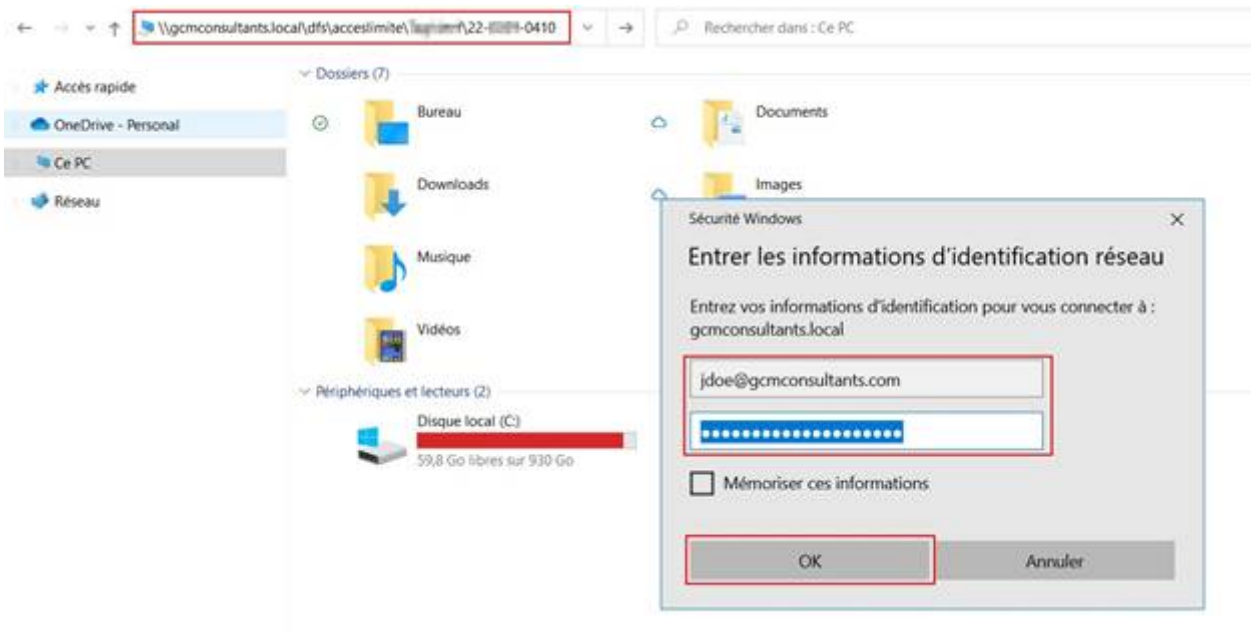 \\gcmconsultants.local\dfs\acceslimite\ \22- -0410
Rechercher dans : Ce PC
Accès rapide
OneDrive - Personal
Ce PC
Réseau
Dossiers (7)
Bureau
Documents
Downloads
Images
Musique
Vidéos
Périphériques et lecteurs (2)
Disque local (C:)
59,8 Go libres sur 930 Go
Sécurité Windows
Entrer les informations d'identification réseau
Entrez vos informations d'identification pour vous connecter à :
gcmconsultants.local
jdoe@gcmconsultants.com
Mémoriser ces informations
OK
Annuler